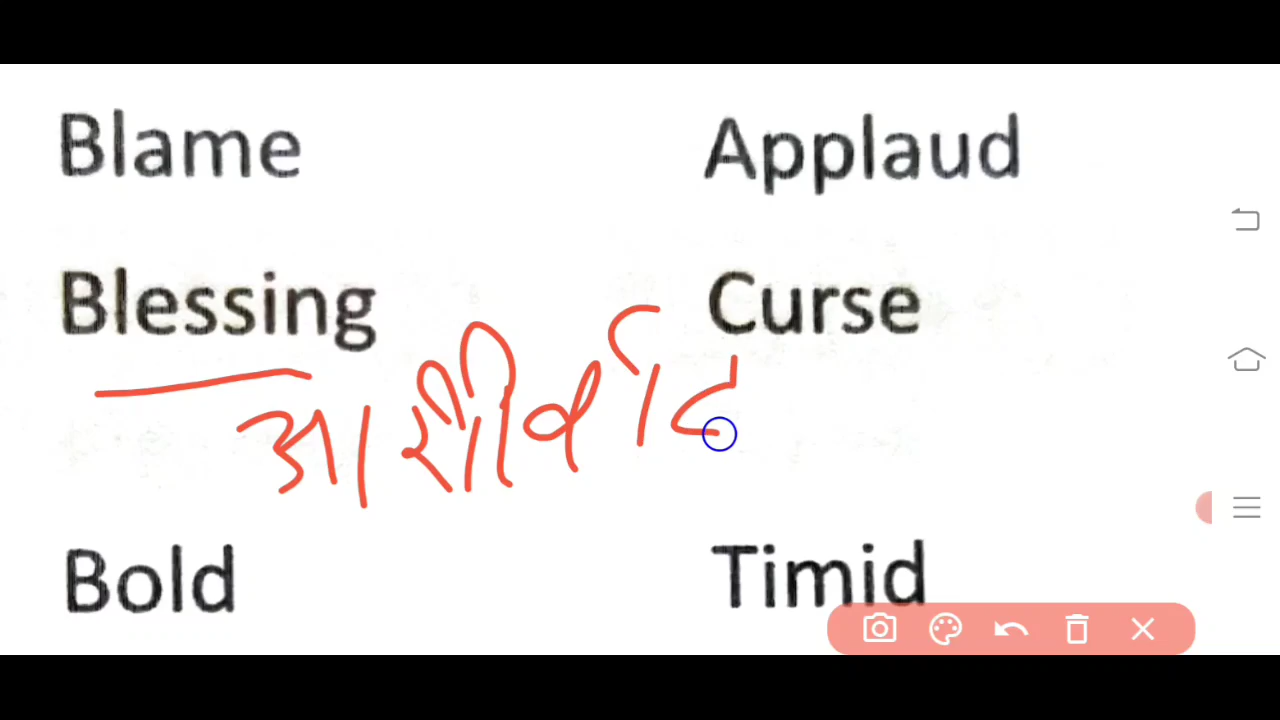 Blame Applaud
Blessing Curse
आशीर्वाद
Bold Timid